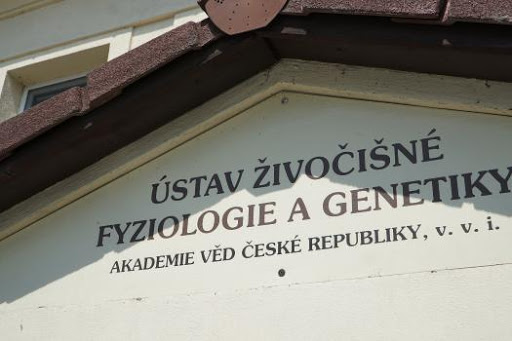 ÚSTAV ŽIVOČIŠNÉ
FYZIOLOGIE A GENETIKY
AKADEMIE VĚD ČESKÉ REPUBLIKY, v. v. i.